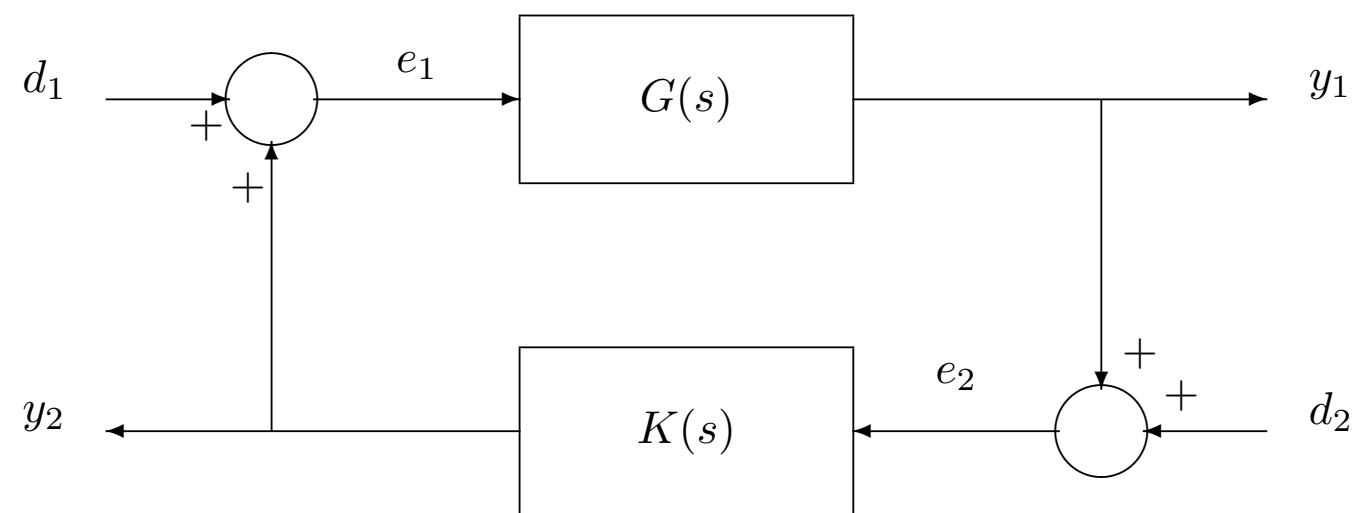 e₁
d₁ G(s) y₁
+
+
+
e₂
+
y₂ K(s) d₂